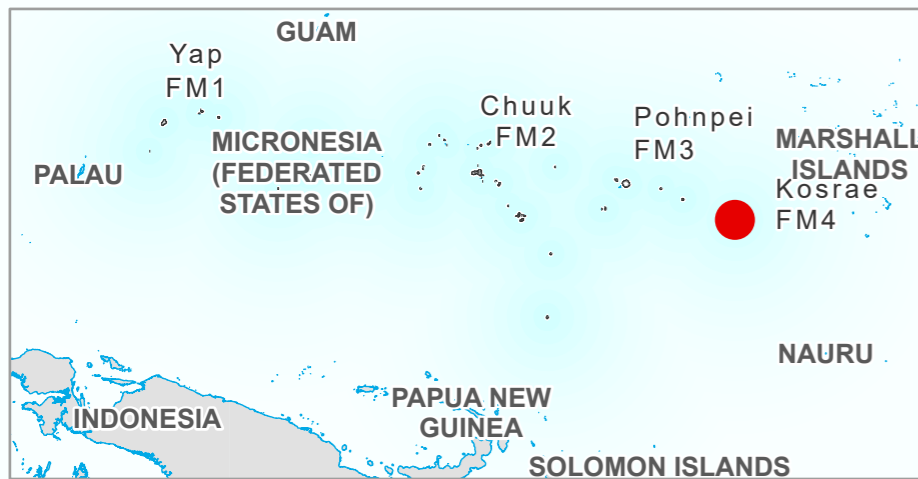 GUAM
Yap
FM1
Chuuk
FM2
Pohnpei
FM3
MICRONESIA
(FEDERATED
STATES OF)
MARSHALL
ISLANDS
PALAU
Kosrae
FM4
NAURU
PAPUA NEW
GUINEA
INDONESIA
SOLOMON ISLANDS